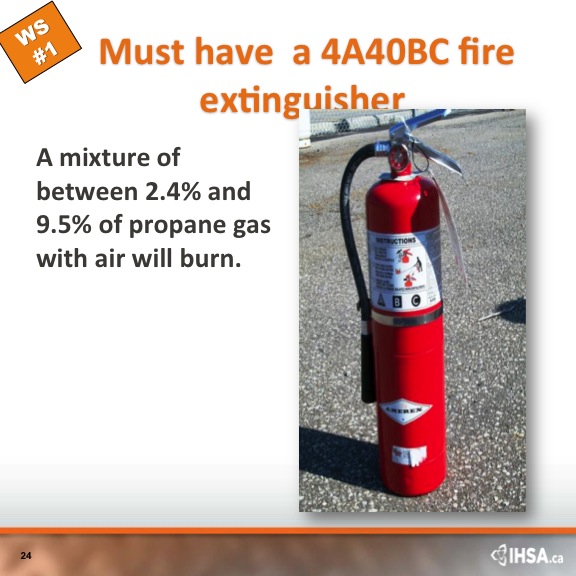 WS
#1
Must have a 4A40BC fire
extinguisher
A mixture of
between 2.4% and
9.5% of propane gas
with air will burn.
INSTRUCTIONS
A B C
AMEREX
24
IHSA.ca